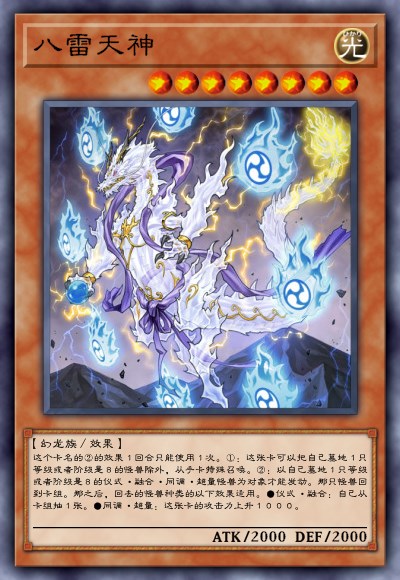 八雷天神
ひかり
光
【幻龙族／效果】
这个卡名的②的效果１回合只能使用１次。①：这张卡可以把自己墓地１只
等级或者阶级是８的怪兽除外，从手卡特殊召唤。②：以自己墓地１只等级
或者阶级是８的仪式・融合・同调・超量怪兽为对象才能发动。那只怪兽回
到卡组。那之后，回去的怪兽种类的以下效果适用。●仪式・融合：自己从
卡组抽１张。●同调・超量：这张卡的攻击力上升１０００。
ATK/2000 DEF/2000